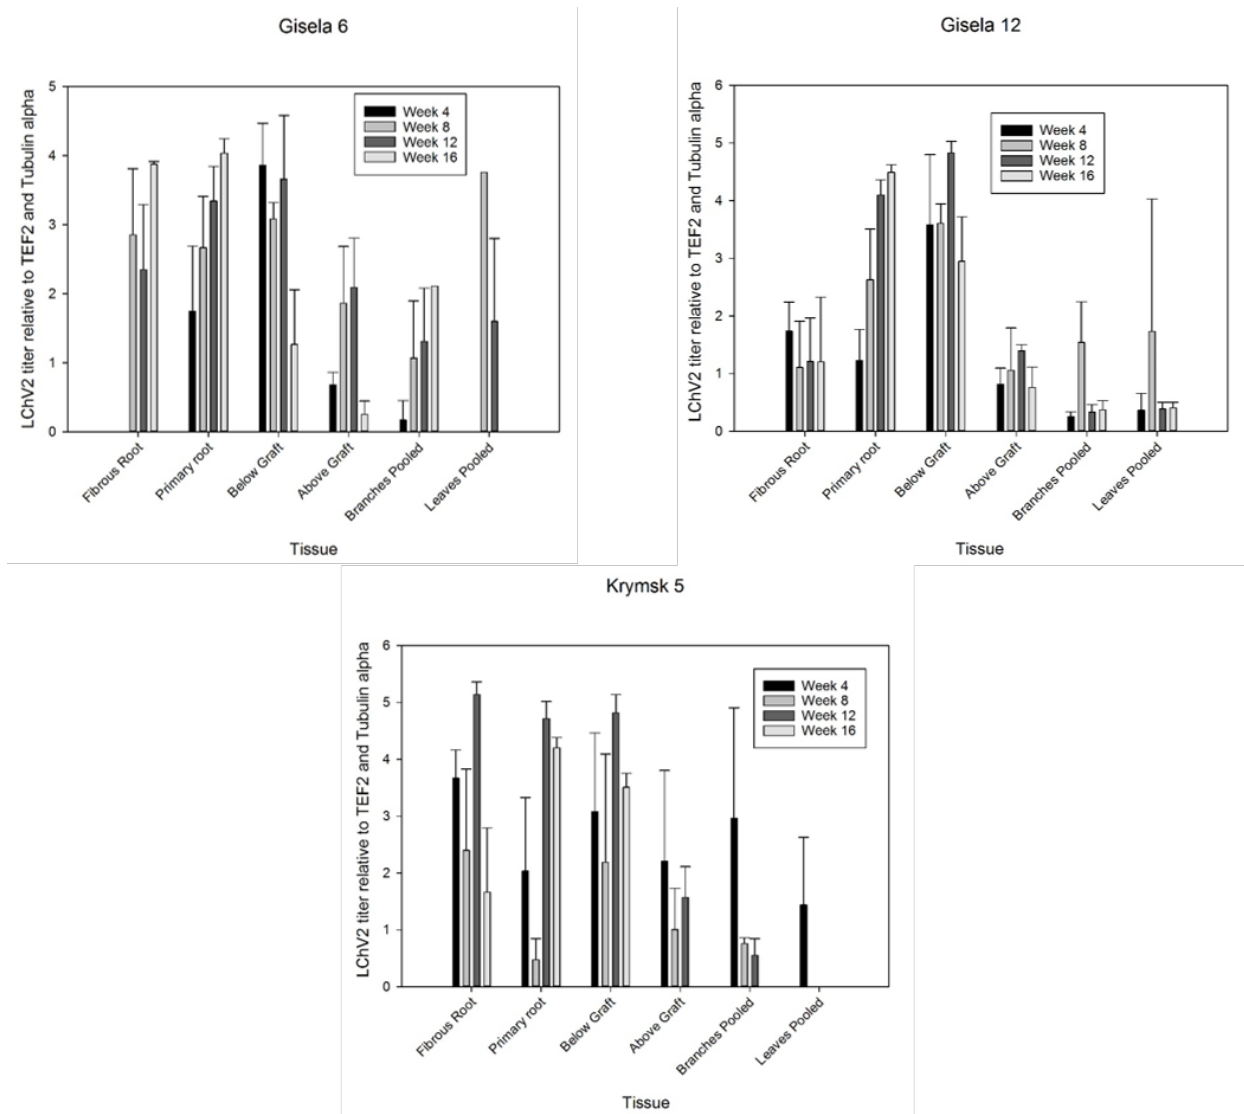 Gisela 6
LChV2 titer relative to TEF2 and Tubulin alpha
5
4
3
2
1
0
Week 4
Week 8
Week 12
Week 16
Fibrous Root
Primary root
Below Graft
Above Graft
Branches Pooled
Leaves Pooled
Tissue
Gisela 12
LChV2 titer relative to TEF2 and Tubulin alpha
6
5
4
3
2
1
0
Week 4
Week 8
Week 12
Week 16
Fibrous Root
Primary root
Below Graft
Above Graft
Branches Pooled
Leaves Pooled
Tissue
Krymsk 5
LChV2 titer relative to TEF2 and Tubulin alpha
6
5
4
3
2
1
0
Week 4
Week 8
Week 12
Week 16
Fibrous Root
Primary root
Below Graft
Above Graft
Branches Pooled
Leaves Pooled
Tissue